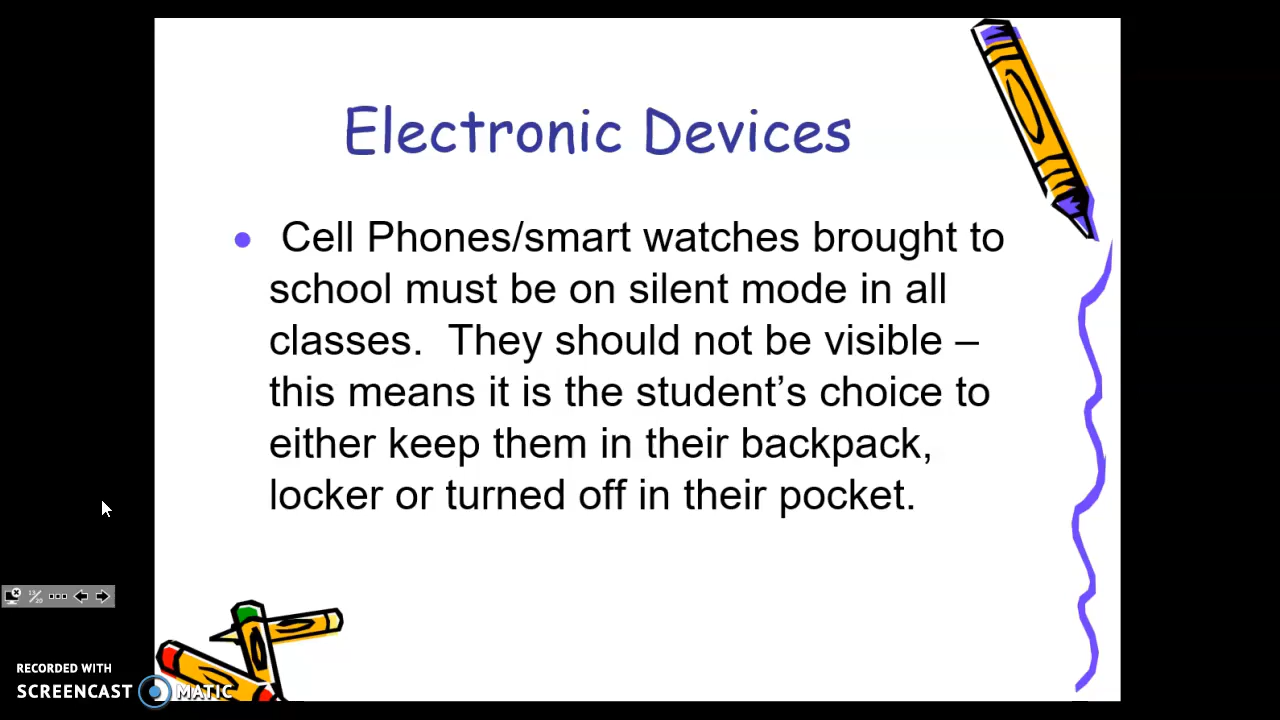 Electronic Devices
• Cell Phones/smart watches brought to
school must be on silent mode in all
classes.  They should not be visible –
this means it is the student’s choice to
either keep them in their backpack,
locker or turned off in their pocket.
13/20
RECORDED WITH
SCREENCAST MATIC